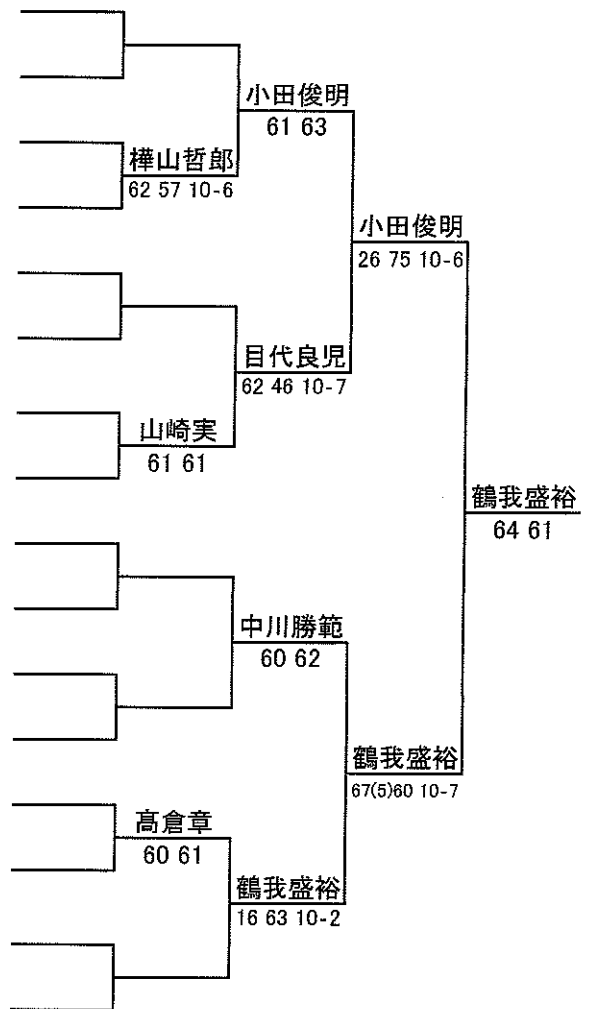 小田俊明
61 63
樺山哲郎
62 57 10-6
小田俊明
26 75 10-6
目代良児
62 46 10-7
山崎実
61 61
鶴我盛裕
64 61
中川勝範
60 62
鶴我盛裕
67(5)60 10-7
髙倉章
60 61
鶴我盛裕
16 63 10-2